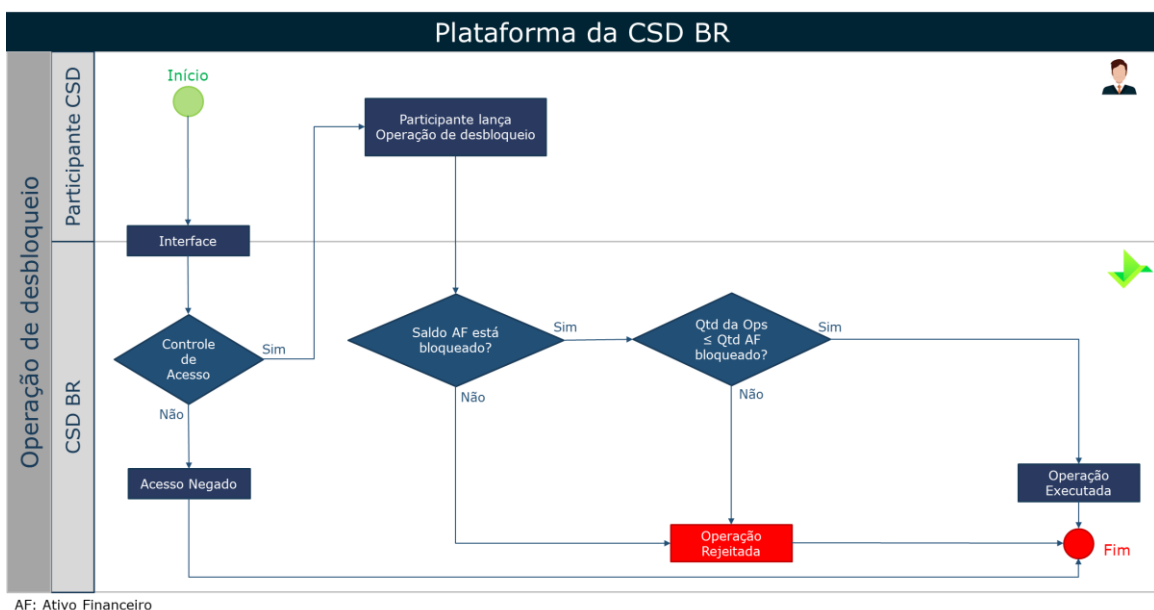 Plataforma da CSD BR
Operação de desbloqueio
Participante CSD
CSD BR
Início
Participante lança
Operação de desbloqueio
Interface
Controle
de
Acesso
Sim
Não
Saldo AF está
bloqueado?
Sim
Não
Qtd da Ops
≤ Qtd AF
bloqueado?
Sim
Não
Acesso Negado
Operação
Executada
Operação
Rejeitada
Fim
AF: Ativo Financeiro